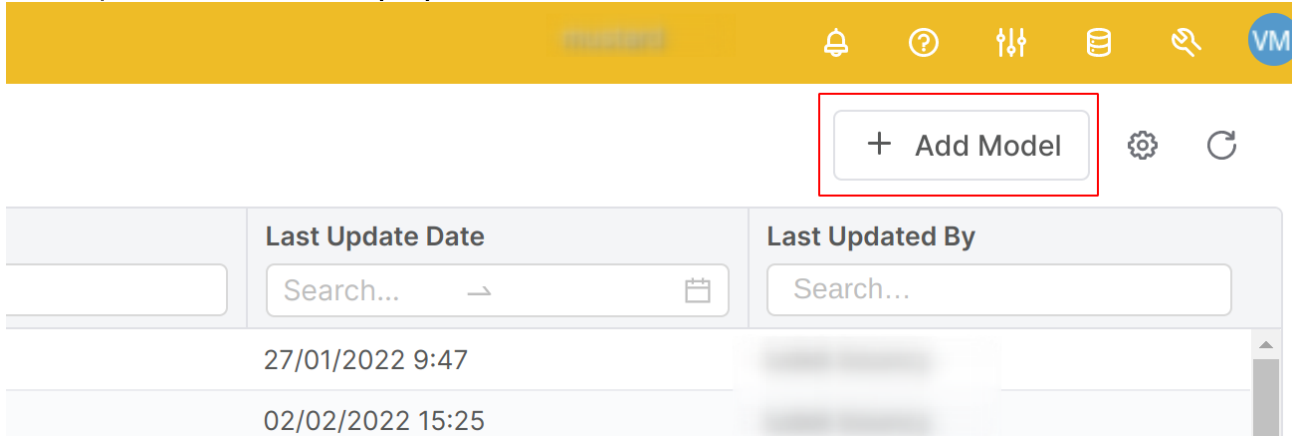 VM
+ Add Model
Last Update Date
Last Updated By
Search...
Search...
27/01/2022 9:47
02/02/2022 15:25